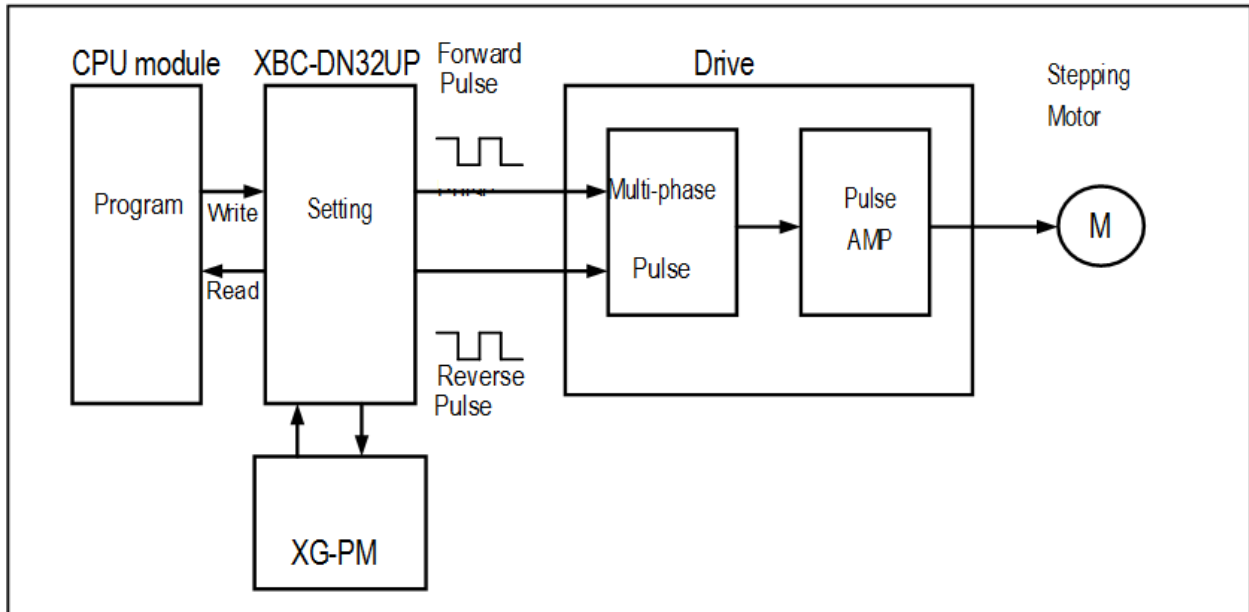 CPU module
XBC-DN32UP
Forward
Pulse
Drive
Stepping
Motor
Program
Write
Read
Setting
Multi-phase
Pulse
Pulse
AMP
M
Reverse
Pulse
XG-PM